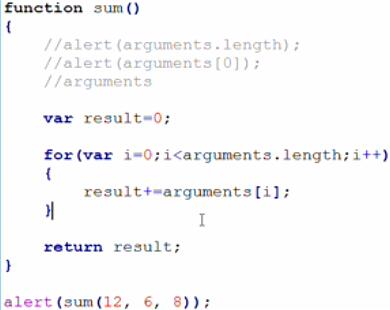 function sum()
{
    //alert(arguments.length);
    //alert(arguments[0]);
    //arguments
    var result=0;
    for(var i=0;i<arguments.length;i++)
    {
        result+=arguments[i];
    }
    return result;
}
alert(sum(12, 6, 8));